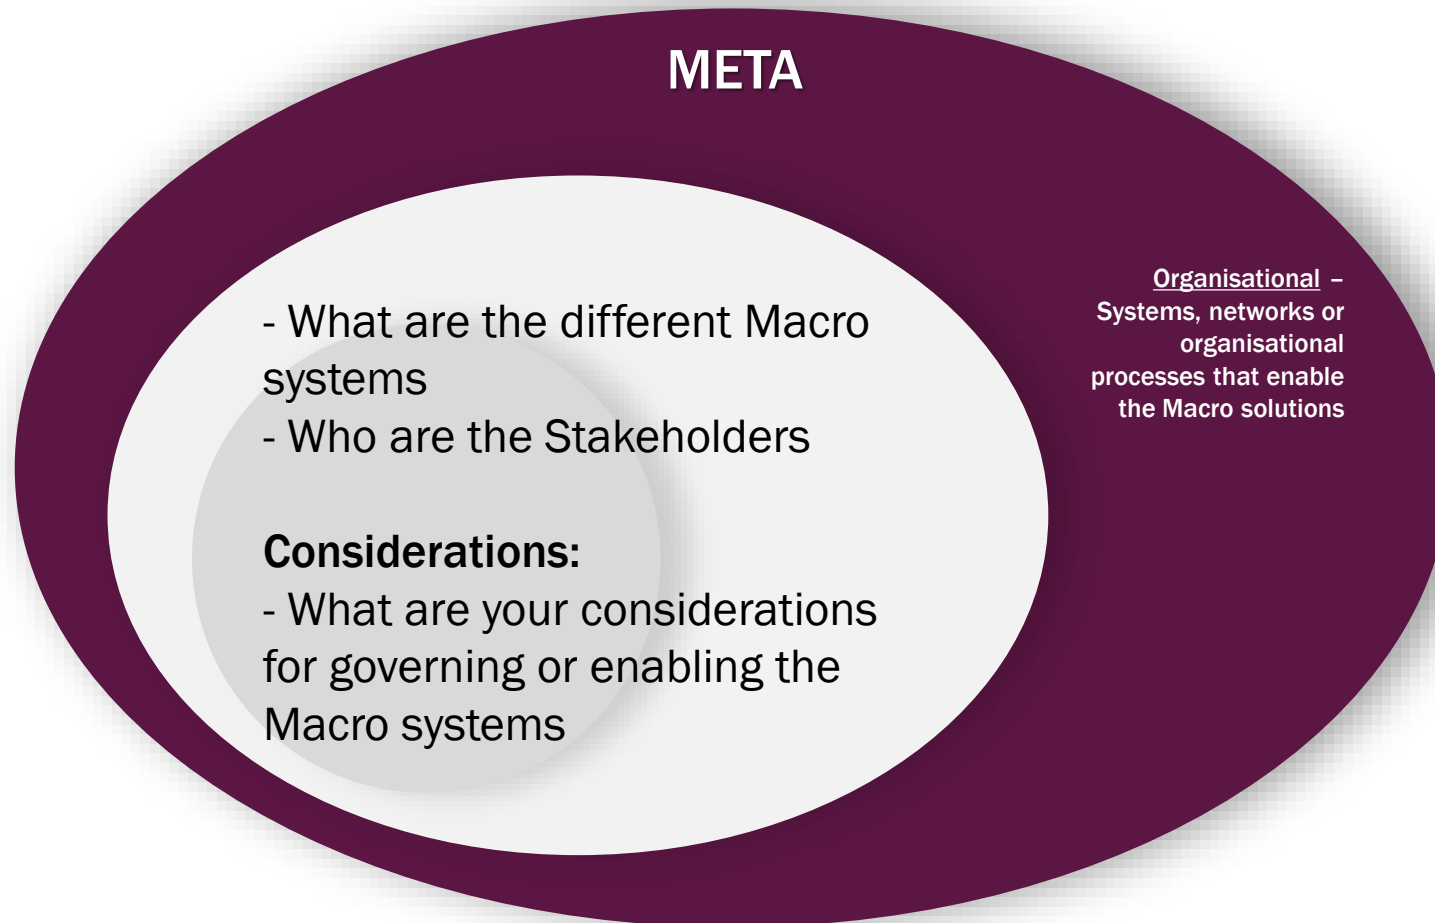 META
- What are the different Macro
systems
- Who are the Stakeholders
Considerations:
- What are your considerations
for governing or enabling the
Macro systems
Organisational –
Systems, networks or
organisational
processes that enable
the Macro solutions